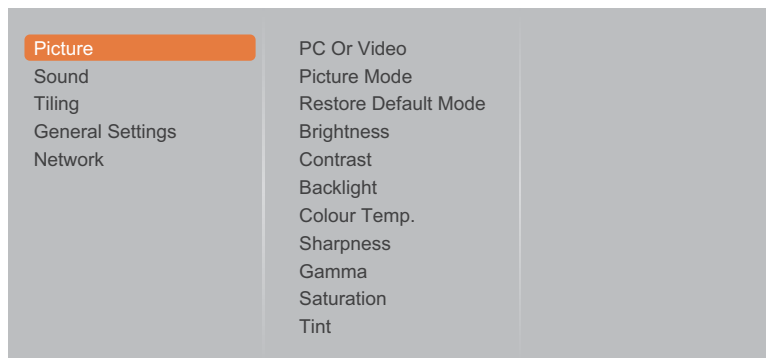 Picture
Sound
Tiling
General Settings
Network
PC Or Video
Picture Mode
Restore Default Mode
Brightness
Contrast
Backlight
Colour Temp.
Sharpness
Gamma
Saturation
Tint